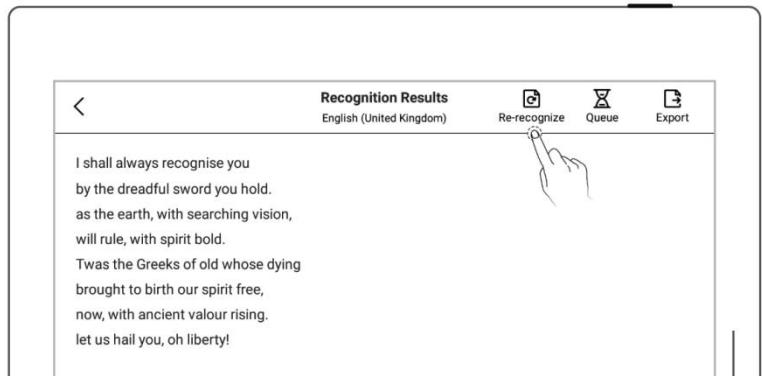 Recognition Results
English (United Kingdom)
Re-recognize
Queue
Export
I shall always recognise you
by the dreadful sword you hold.
as the earth, with searching vision,
will rule, with spirit bold.
Twas the Greeks of old whose dying
brought to birth our spirit free,
now, with ancient valour rising.
let us hail you, oh liberty!